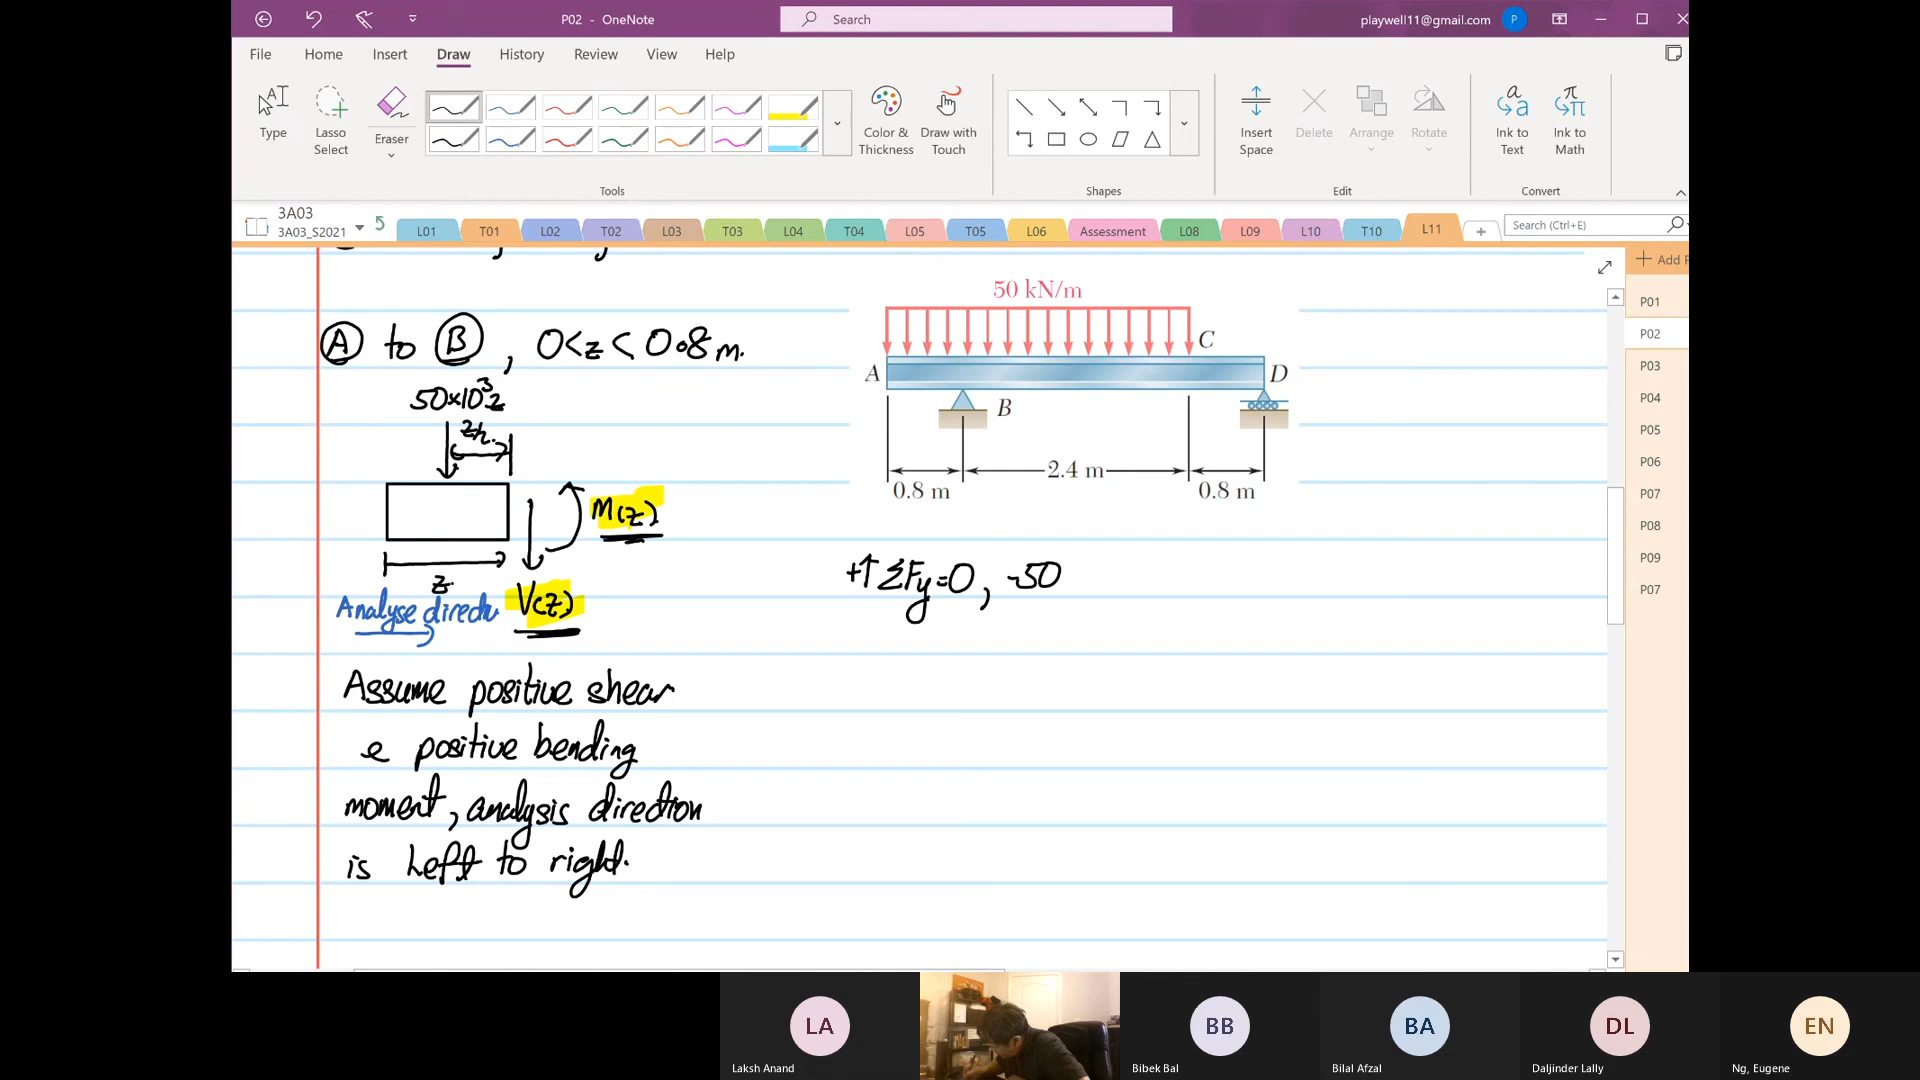 P02 - OneNote
Search
playwell11@gmail.com
P
File Home Insert Draw History Review View Help
Type
Lasso Select
Eraser
Color & Thickness
Draw with Touch
Insert Space
Delete
Arrange
Rotate
Ink to Text
Ink to Math
Tools
Shapes
Edit
Convert
3A03
3A03_S2021
L01 T01 L02 T02 L03 T03 L04 T04 L05 T05 L06 Assessment L08 L09 L10 T10 L11 +
Search (Ctrl+E)
Add P
P01
P02
P03
P04
P05
P06
P07
P08
P09
P07
A to B, 0<z<0.8m.
50×10³z
z/2
M(z)
z
V(z)
Analyse directi
Assume positive shear
e positive bending
moment, analysis direction
is left to right.
50 kN/m
A
B
C
D
0.8 m
2.4 m
0.8 m
+↑ ΣFy=0, -50
LA
Laksh Anand
BB
Bibek Bal
BA
Bilal Afzal
DL
Daljinder Lally
EN
Ng, Eugene